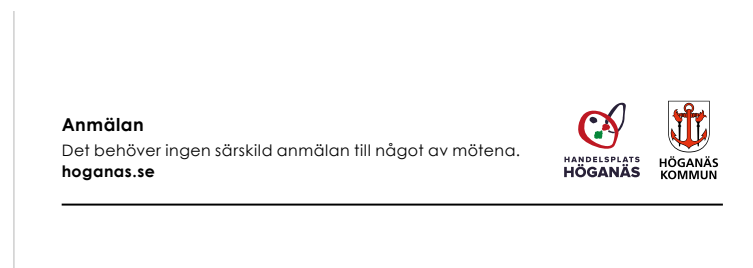 Anmälan
Det behöver ingen särskild anmälan till något av mötena.
hoganas.se
HANDELSPLATS
HÖGANÄS
HÖGANÄS
KOMMUN